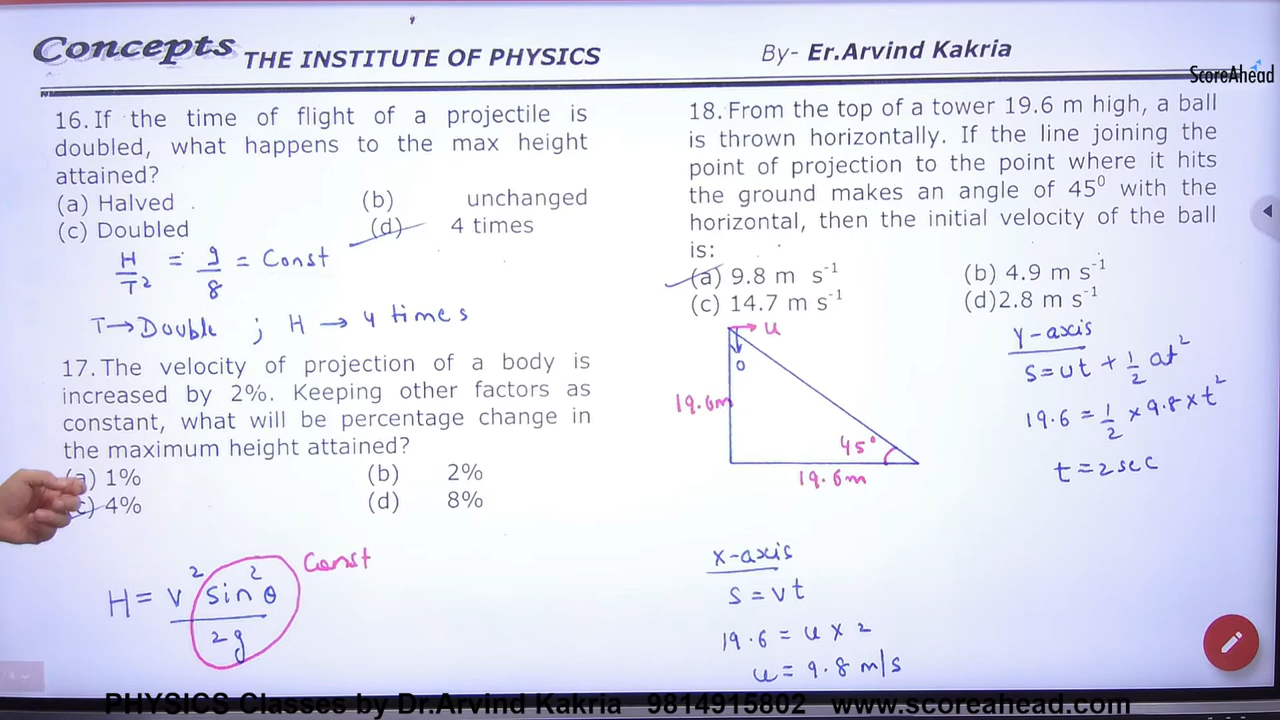 Concepts THE INSTITUTE OF PHYSICS
By- Er.Arvind Kakria
ScoreAhead
16. If the time of flight of a projectile is
doubled, what happens to the max height
attained?
(a) Halved (b) unchanged
(c) Doubled (d) 4 times
H/T² = g/8 = Const
T→Double ; H → 4 times
17. The velocity of projection of a body is
increased by 2%. Keeping other factors as
constant, what will be percentage change in
the maximum height attained?
(a) 1% (b) 2%
(c) 4% (d) 8%
H = v² sin²θ / 2g
Const
18. From the top of a tower 19.6 m high, a ball
is thrown horizontally. If the line joining the
point of projection to the point where it hits
the ground makes an angle of 45⁰ with the
horizontal, then the initial velocity of the ball
is:
(a) 9.8 m s⁻¹ (b) 4.9 m s⁻¹
(c) 14.7 m s⁻¹ (d)2.8 m s⁻¹
u
0
19.6m
45°
19.6m
Y-axis
S=ut + 1/2 at²
19.6 = 1/2 × 9.8 × t²
t = 2sec
X-axis
S = vt
19.6 = u × 2
u = 9.8 m/s
PHYSICS Classes by Dr.Arvind Kakria 9814915802 www.scoreahead.com